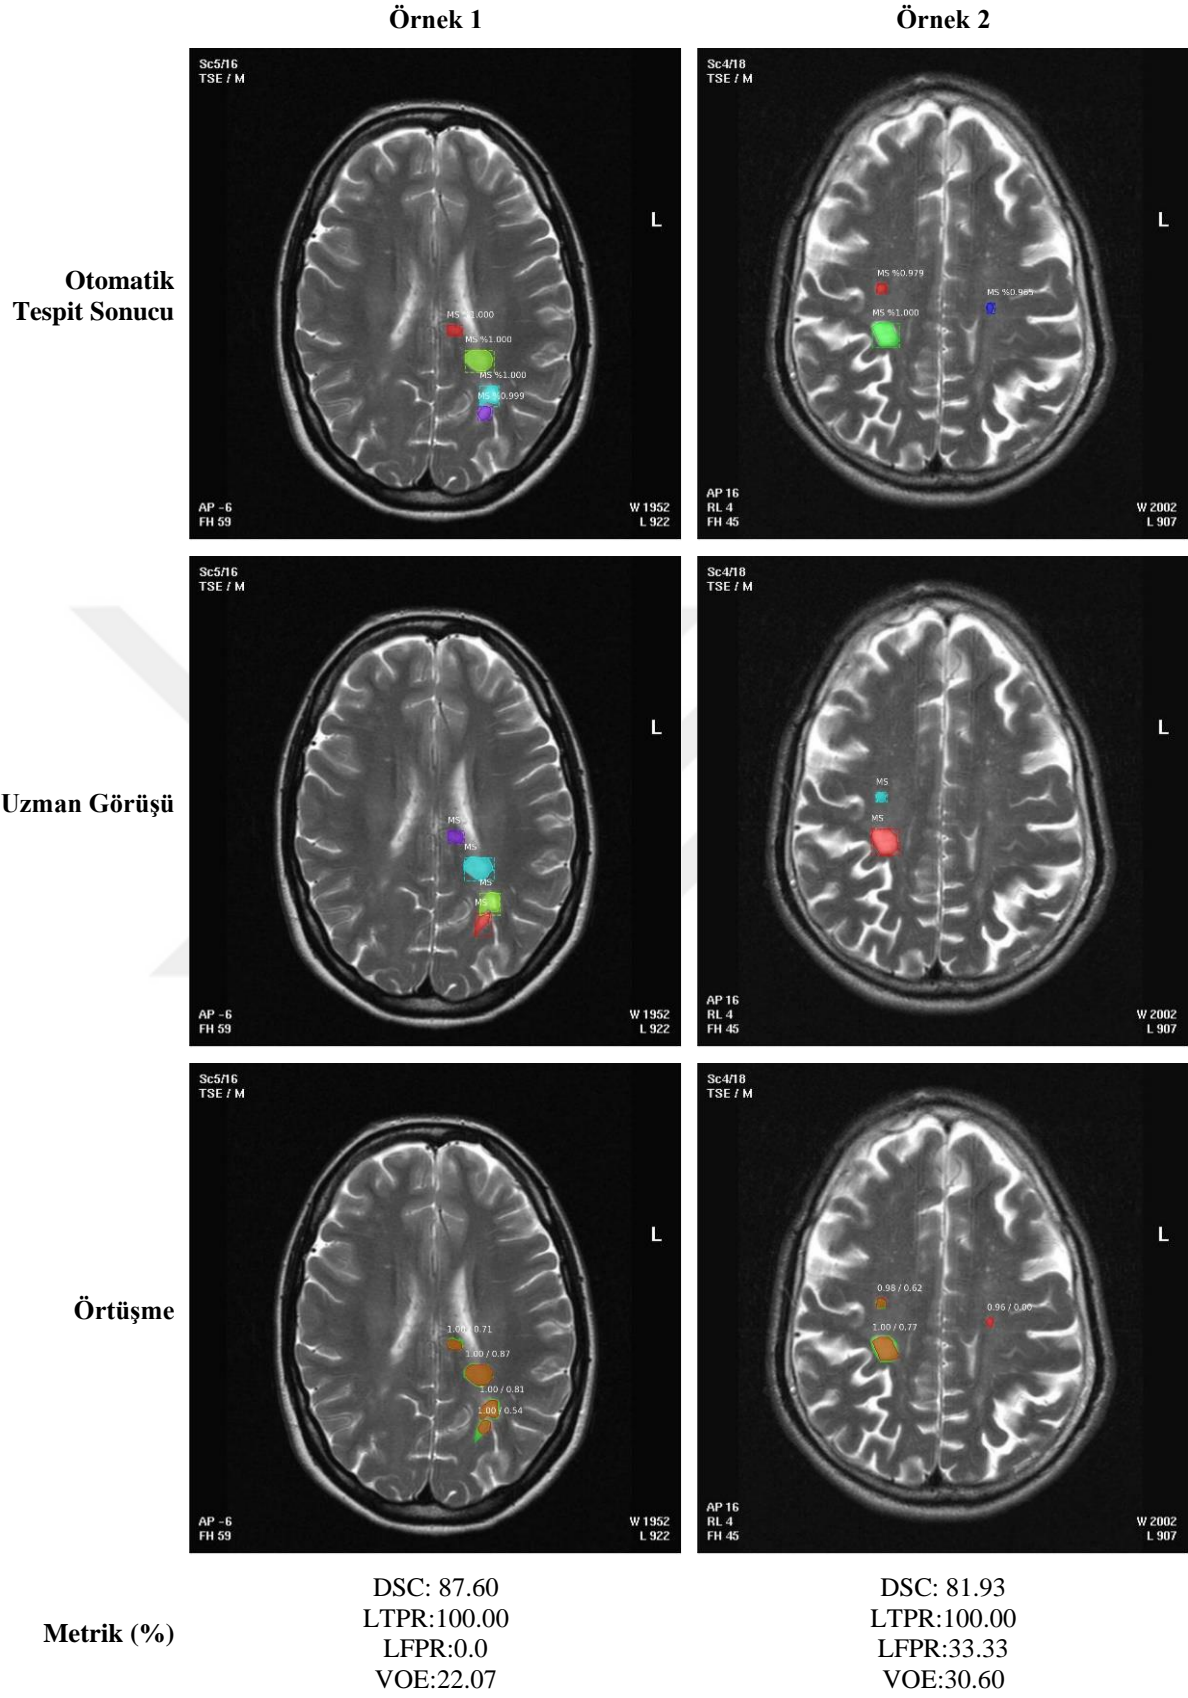 Örnek 1
Örnek 2
Otomatik
Tespit Sonucu
Sc5/16
TSE / M
L
MS %1.000
MS %1.000
MS %1.000
MS %0.999
AP -6
FH 59
W 1952
L 922
Sc4/18
TSE / M
L
MS %0.979
MS %0.965
MS %1.000
AP 16
RL 4
FH 45
W 2002
L 907
Uzman Görüşü
Sc5/16
TSE / M
L
MS
MS
MS
MS
AP -6
FH 59
W 1952
L 922
Sc4/18
TSE / M
L
MS
MS
AP 16
RL 4
FH 45
W 2002
L 907
Örtüşme
Sc5/16
TSE / M
L
1.00 / 0.71
1.00 / 0.87
1.00 / 0.81
1.00 / 0.54
AP -6
FH 59
W 1952
L 922
Sc4/18
TSE / M
L
0.98 / 0.62
0.96 / 0.00
1.00 / 0.77
AP 16
RL 4
FH 45
W 2002
L 907
Metrik (%)
DSC: 87.60
LTPR:100.00
LFPR:0.0
VOE:22.07
DSC: 81.93
LTPR:100.00
LFPR:33.33
VOE:30.60